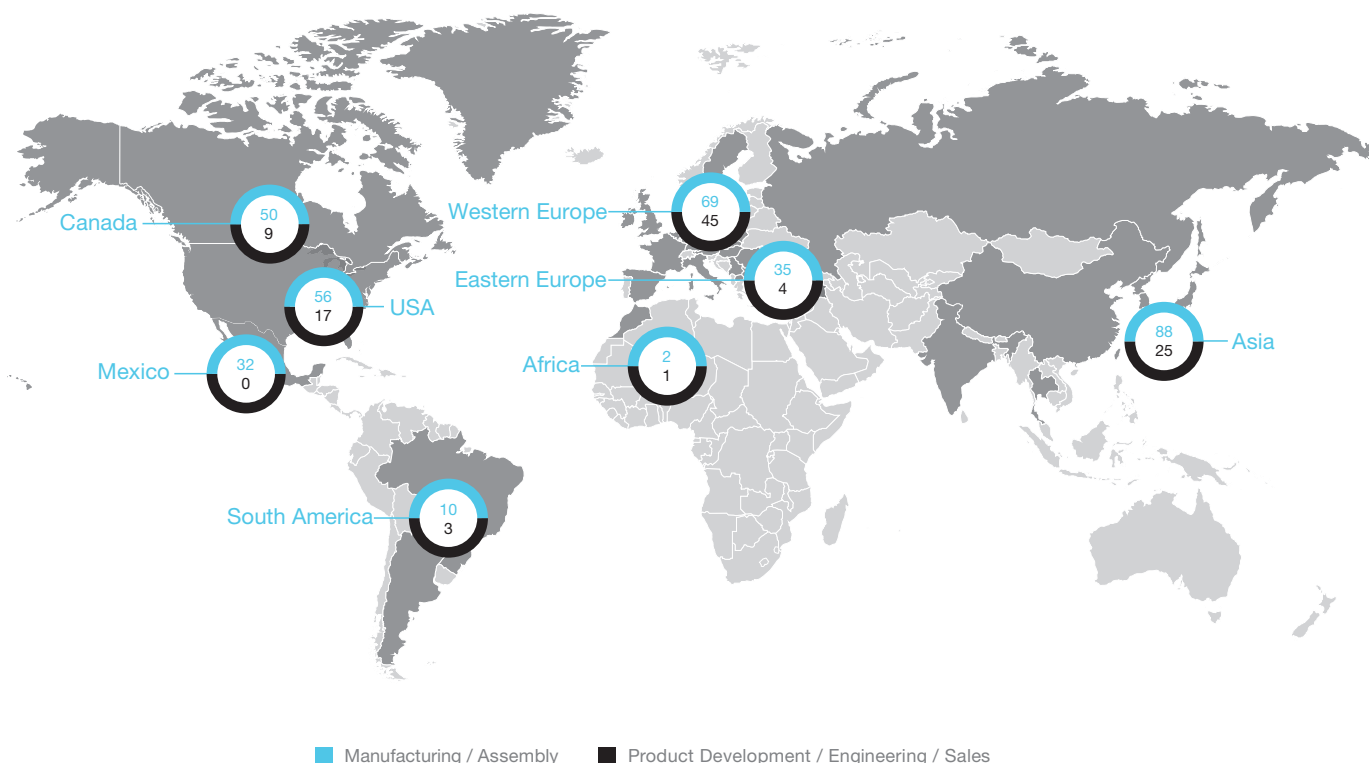 Canada
50
9
USA
56
17
Mexico
32
0
South America
10
3
Western Europe
69
45
Eastern Europe
35
4
Africa
2
1
Asia
88
25
Manufacturing / Assembly
Product Development / Engineering / Sales